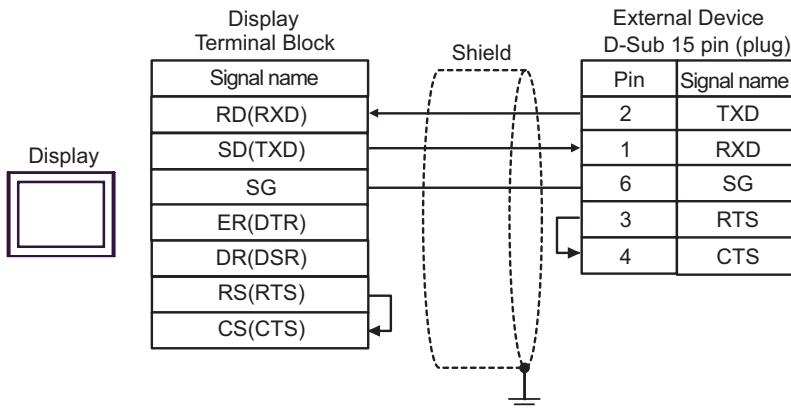 Display
Terminal Block
Shield
External Device
D-Sub 15 pin (plug)
Signal name
Pin Signal name
RD(RXD) 2 TXD
SD(TXD) 1 RXD
Display
SG 6 SG
ER(DTR) 3 RTS
DR(DSR) 4 CTS
RS(RTS)
CS(CTS)